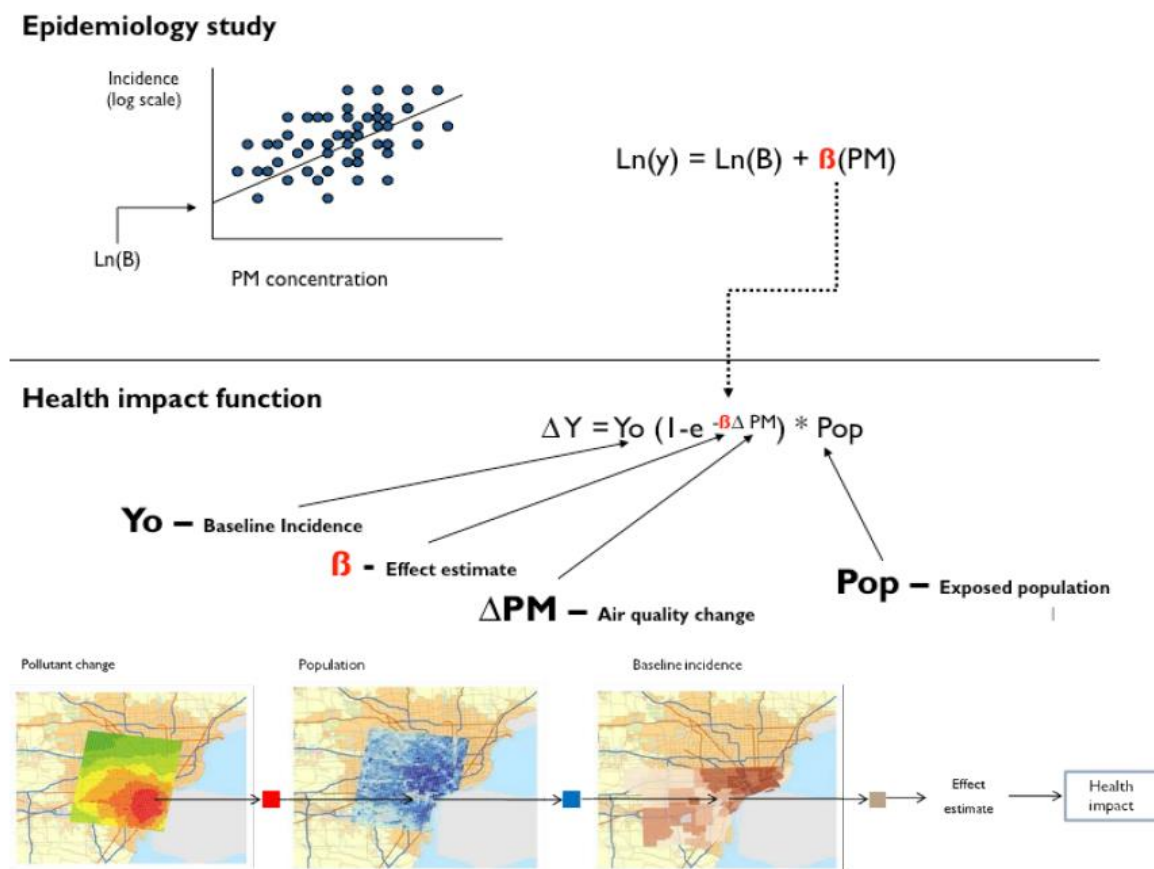 Epidemiology study
Incidence
(log scale)
Ln(y) = Ln(B) + ß(PM)
Ln(B)
PM concentration
Health impact function
Δ Y = Yo (1-e -ßΔ PM) * Pop
Yo – Baseline Incidence
ß - Effect estimate
ΔPM – Air quality change
Pop – Exposed population
Pollutant change
Population
Baseline incidence
Effect
estimate
Health
impact